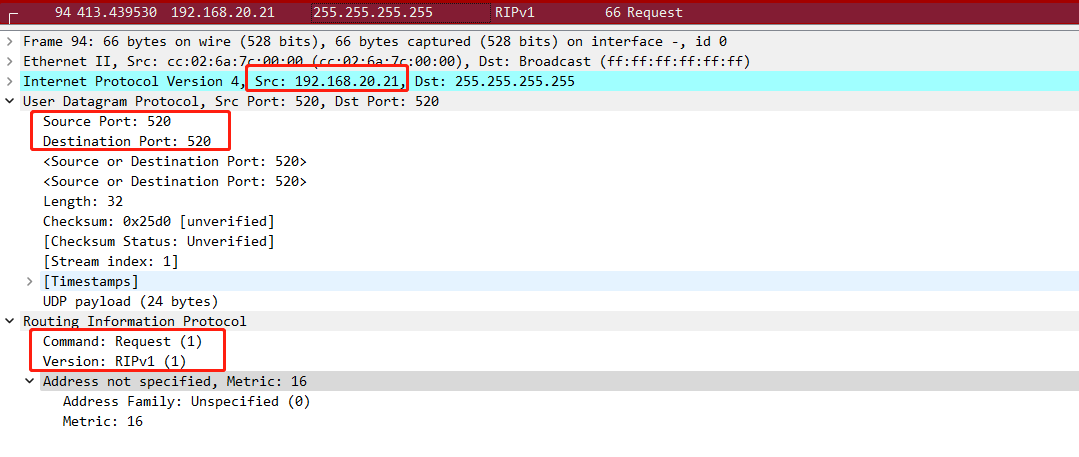 94 413.439530 192.168.20.21 255.255.255.255 RIPv1 66 Request
Frame 94: 66 bytes on wire (528 bits), 66 bytes captured (528 bits) on interface -, id 0
Ethernet II, Src: cc:02:6a:7c:00:00 (cc:02:6a:7c:00:00), Dst: Broadcast (ff:ff:ff:ff:ff:ff)
Internet Protocol Version 4, Src: 192.168.20.21, Dst: 255.255.255.255
User Datagram Protocol, Src Port: 520, Dst Port: 520
Source Port: 520
Destination Port: 520
<Source or Destination Port: 520>
<Source or Destination Port: 520>
Length: 32
Checksum: 0x25d0 [unverified]
[Checksum Status: Unverified]
[Stream index: 1]
[Timestamps]
UDP payload (24 bytes)
Routing Information Protocol
Command: Request (1)
Version: RIPv1 (1)
Address not specified, Metric: 16
Address Family: Unspecified (0)
Metric: 16